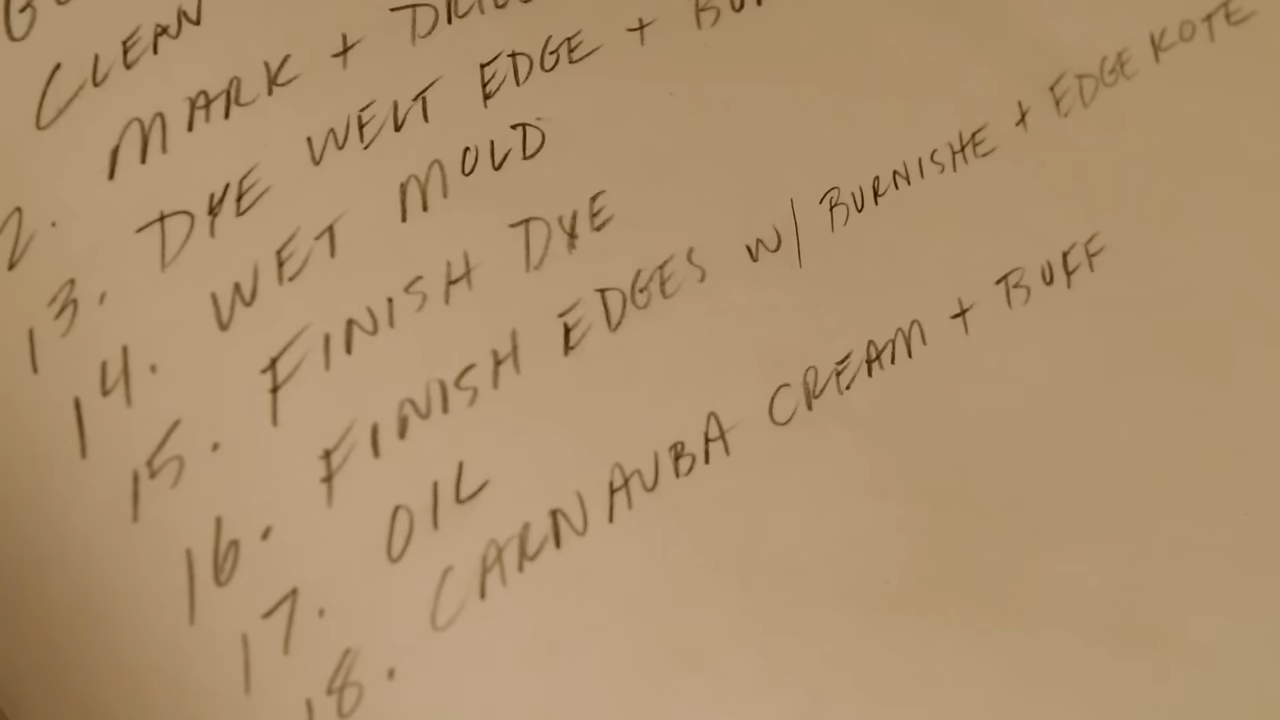 CLEAN
2. MARK +
13. DYE WELT EDGE +
14. WET MOLD
15. FINISH DYE
16. FINISH EDGES W/ BURNISHE + EDGE KOTE
17. OIL
18. CARNAUBA CREAM + BUFF